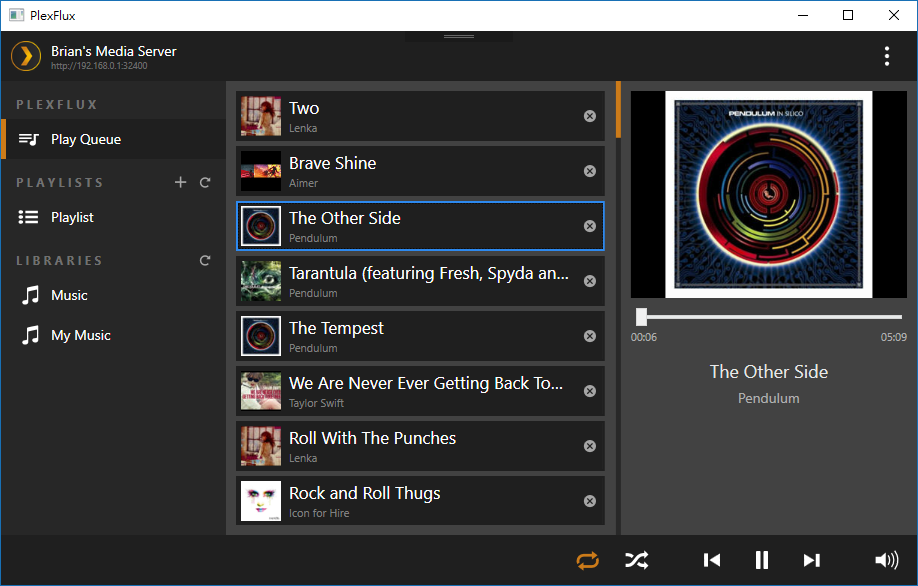 PlexFlux
Brian's Media Server
http://192.168.0.1:32400
PLEXFLUX
Play Queue
PLAYLISTS
Playlist
LIBRARIES
Music
My Music
Two
Lenka
Brave Shine
Aimer
The Other Side
Pendulum
Tarantula (featuring Fresh, Spyda an...
Pendulum
The Tempest
Pendulum
We Are Never Ever Getting Back To...
Taylor Swift
Roll With The Punches
Lenka
Rock and Roll Thugs
Icon for Hire
PENDULUM IN SILICO
00:06
05:09
The Other Side
Pendulum